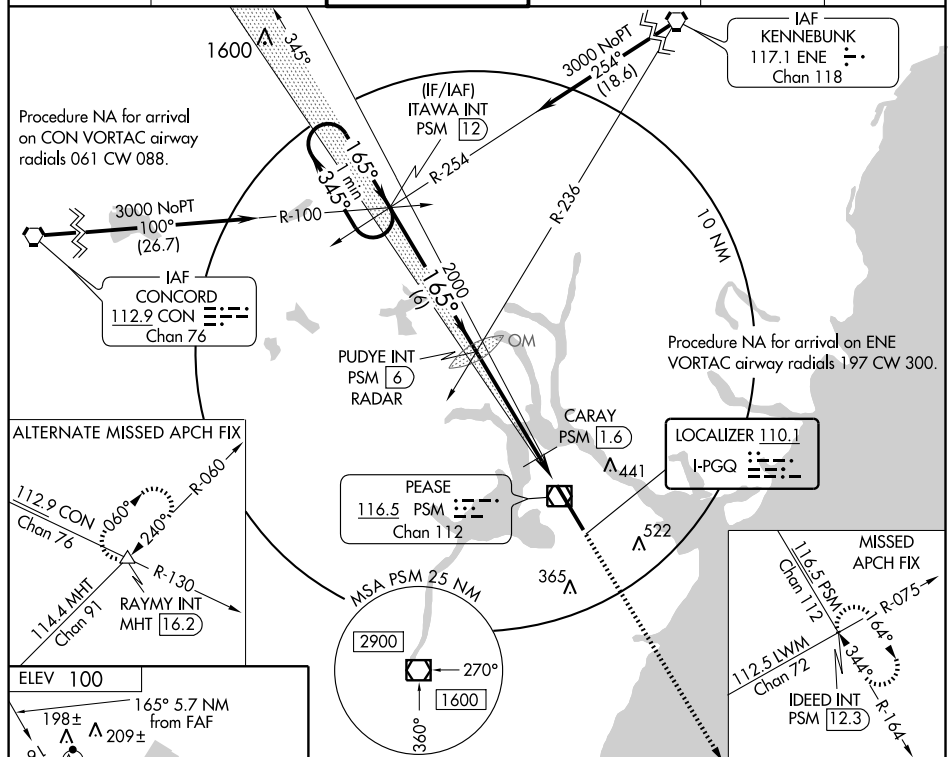 1600
345°
3000 NoPT
254°
(18.6)
IAF
KENNEBUNK
117.1 ENE
Chan 118
(IF/IAF)
ITAWA INT
PSM 12
Procedure NA for arrival
on CON VORTAC airway
radials 061 CW 088.
165°
1 min
345°
R-254
R-236
10 NM
3000 NoPT
100°
(26.7)
R-100
IAF
CONCORD
112.9 CON
Chan 76
2000
165°
(6)
OM
PUDYE INT
PSM 6
RADAR
Procedure NA for arrival on ENE
VORTAC airway radials 197 CW 300.
CARAY
PSM 1.6
441
LOCALIZER 110.1
I-PGQ
PEASE
116.5 PSM
Chan 112
522
365
ALTERNATE MISSED APCH FIX
R-060
112.9 CON
Chan 76
060°
240°
R-130
114.4 MHT
Chan 91
RAYMY INT
MHT 16.2
MSA PSM 25 NM
2900
270°
1600
360°
MISSED
APCH FIX
116.5 PSM
Chan 112
R-075
164°
344°
112.5 LWM
Chan 72
R-164
IDEED INT
PSM 12.3
ELEV 100
165° 5.7 NM
from FAF
198±
209±